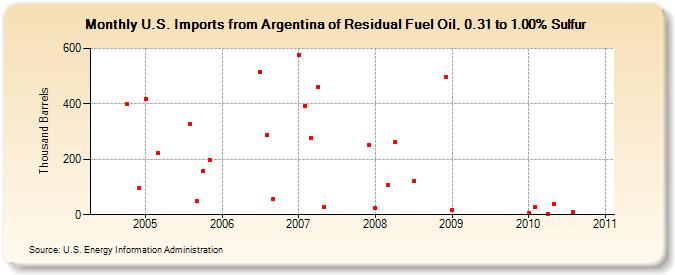 Monthly U.S. Imports from Argentina of Residual Fuel Oil, 0.31 to 1.00% Sulfur
Thousand Barrels
600
400
200
0
2005 2006 2007 2008 2009 2010 2011
Source: U.S. Energy Information Administration